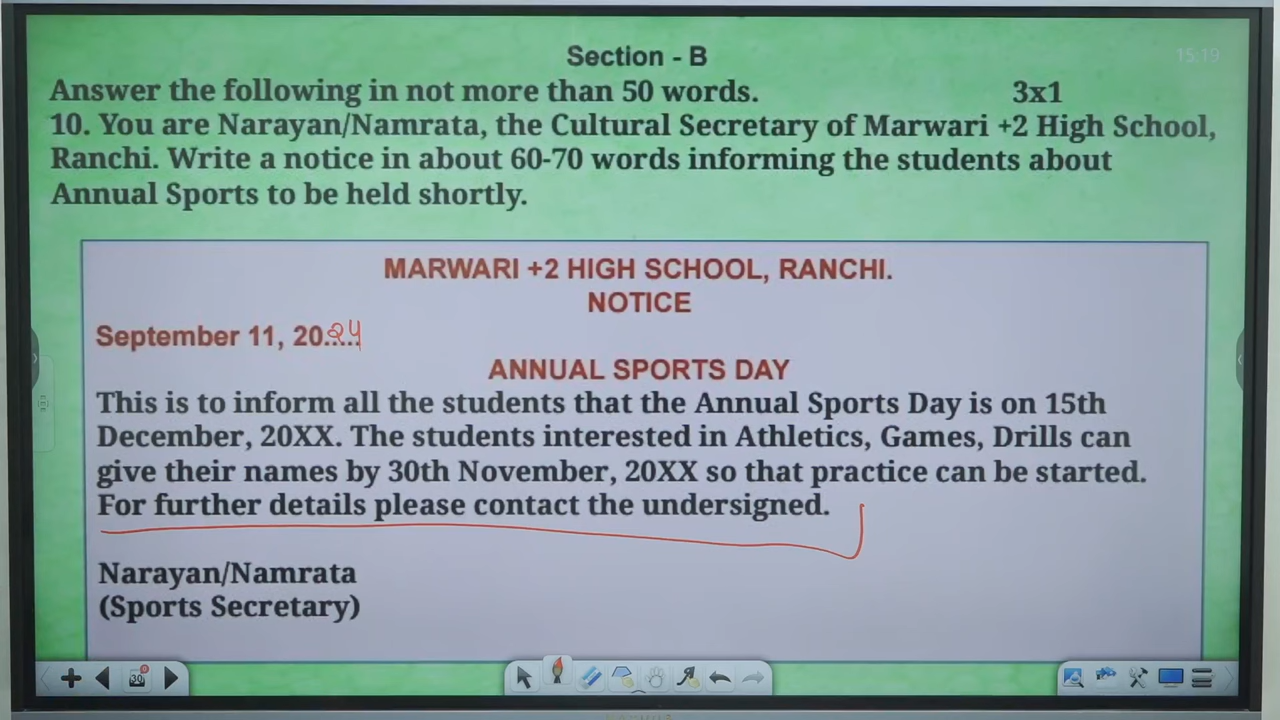 Section - B
15:19
Answer the following in not more than 50 words. 3x1
10. You are Narayan/Namrata, the Cultural Secretary of Marwari +2 High School,
Ranchi. Write a notice in about 60-70 words informing the students about
Annual Sports to be held shortly.
MARWARI +2 HIGH SCHOOL, RANCHI.
NOTICE
September 11, 20....24
ANNUAL SPORTS DAY
This is to inform all the students that the Annual Sports Day is on 15th
December, 20XX. The students interested in Athletics, Games, Drills can
give their names by 30th November, 20XX so that practice can be started.
For further details please contact the undersigned.
Narayan/Namrata
(Sports Secretary)
30 0